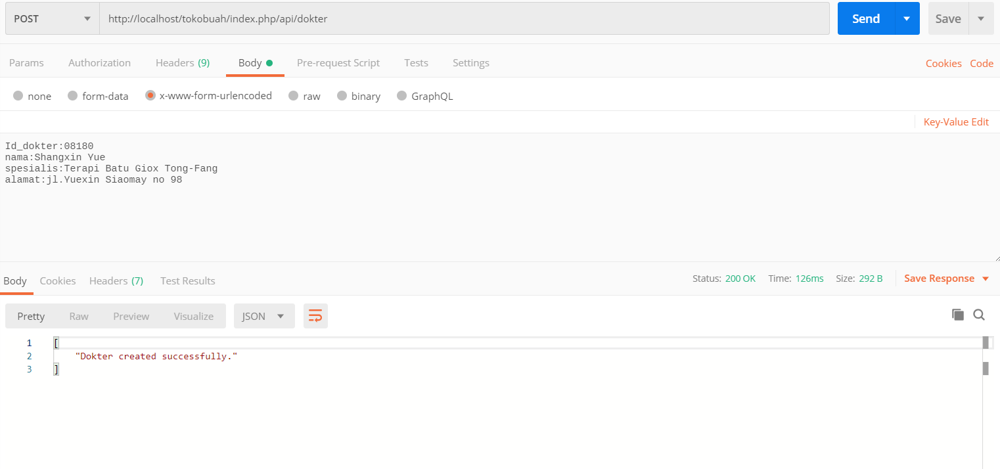 POST http://localhost/tokobuah/index.php/api/dokter Send Save
Params Authorization Headers (9) Body Pre-request Script Tests Settings Cookies Code
none form-data x-www-form-urlencoded raw binary GraphQL
Key-Value Edit
Id_dokter:08180
nama:Shangxin Yue
spesialis:Terapi Batu Giox Tong-Fang
alamat:jl.Yuexin Siaomay no 98
Body Cookies Headers (7) Test Results Status: 200 OK Time: 126ms Size: 292 B Save Response
Pretty Raw Preview Visualize JSON
1 [
2 "Dokter created successfully."
3 ]